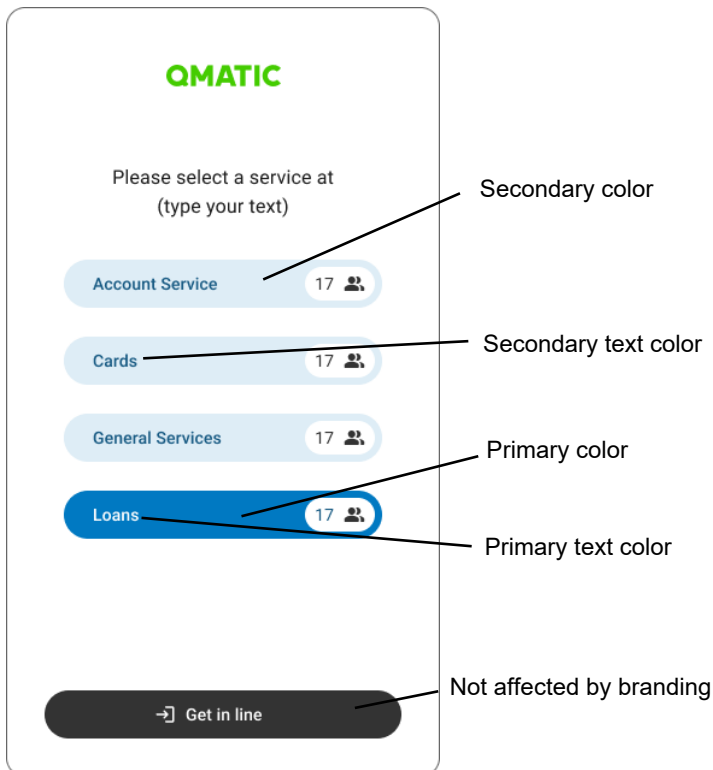 QMATIC
Please select a service at
(type your text)
Secondary color
Account Service 17
Secondary text color
Cards 17
General Services 17
Primary color
Loans 17
Primary text color
Not affected by branding
Get in line